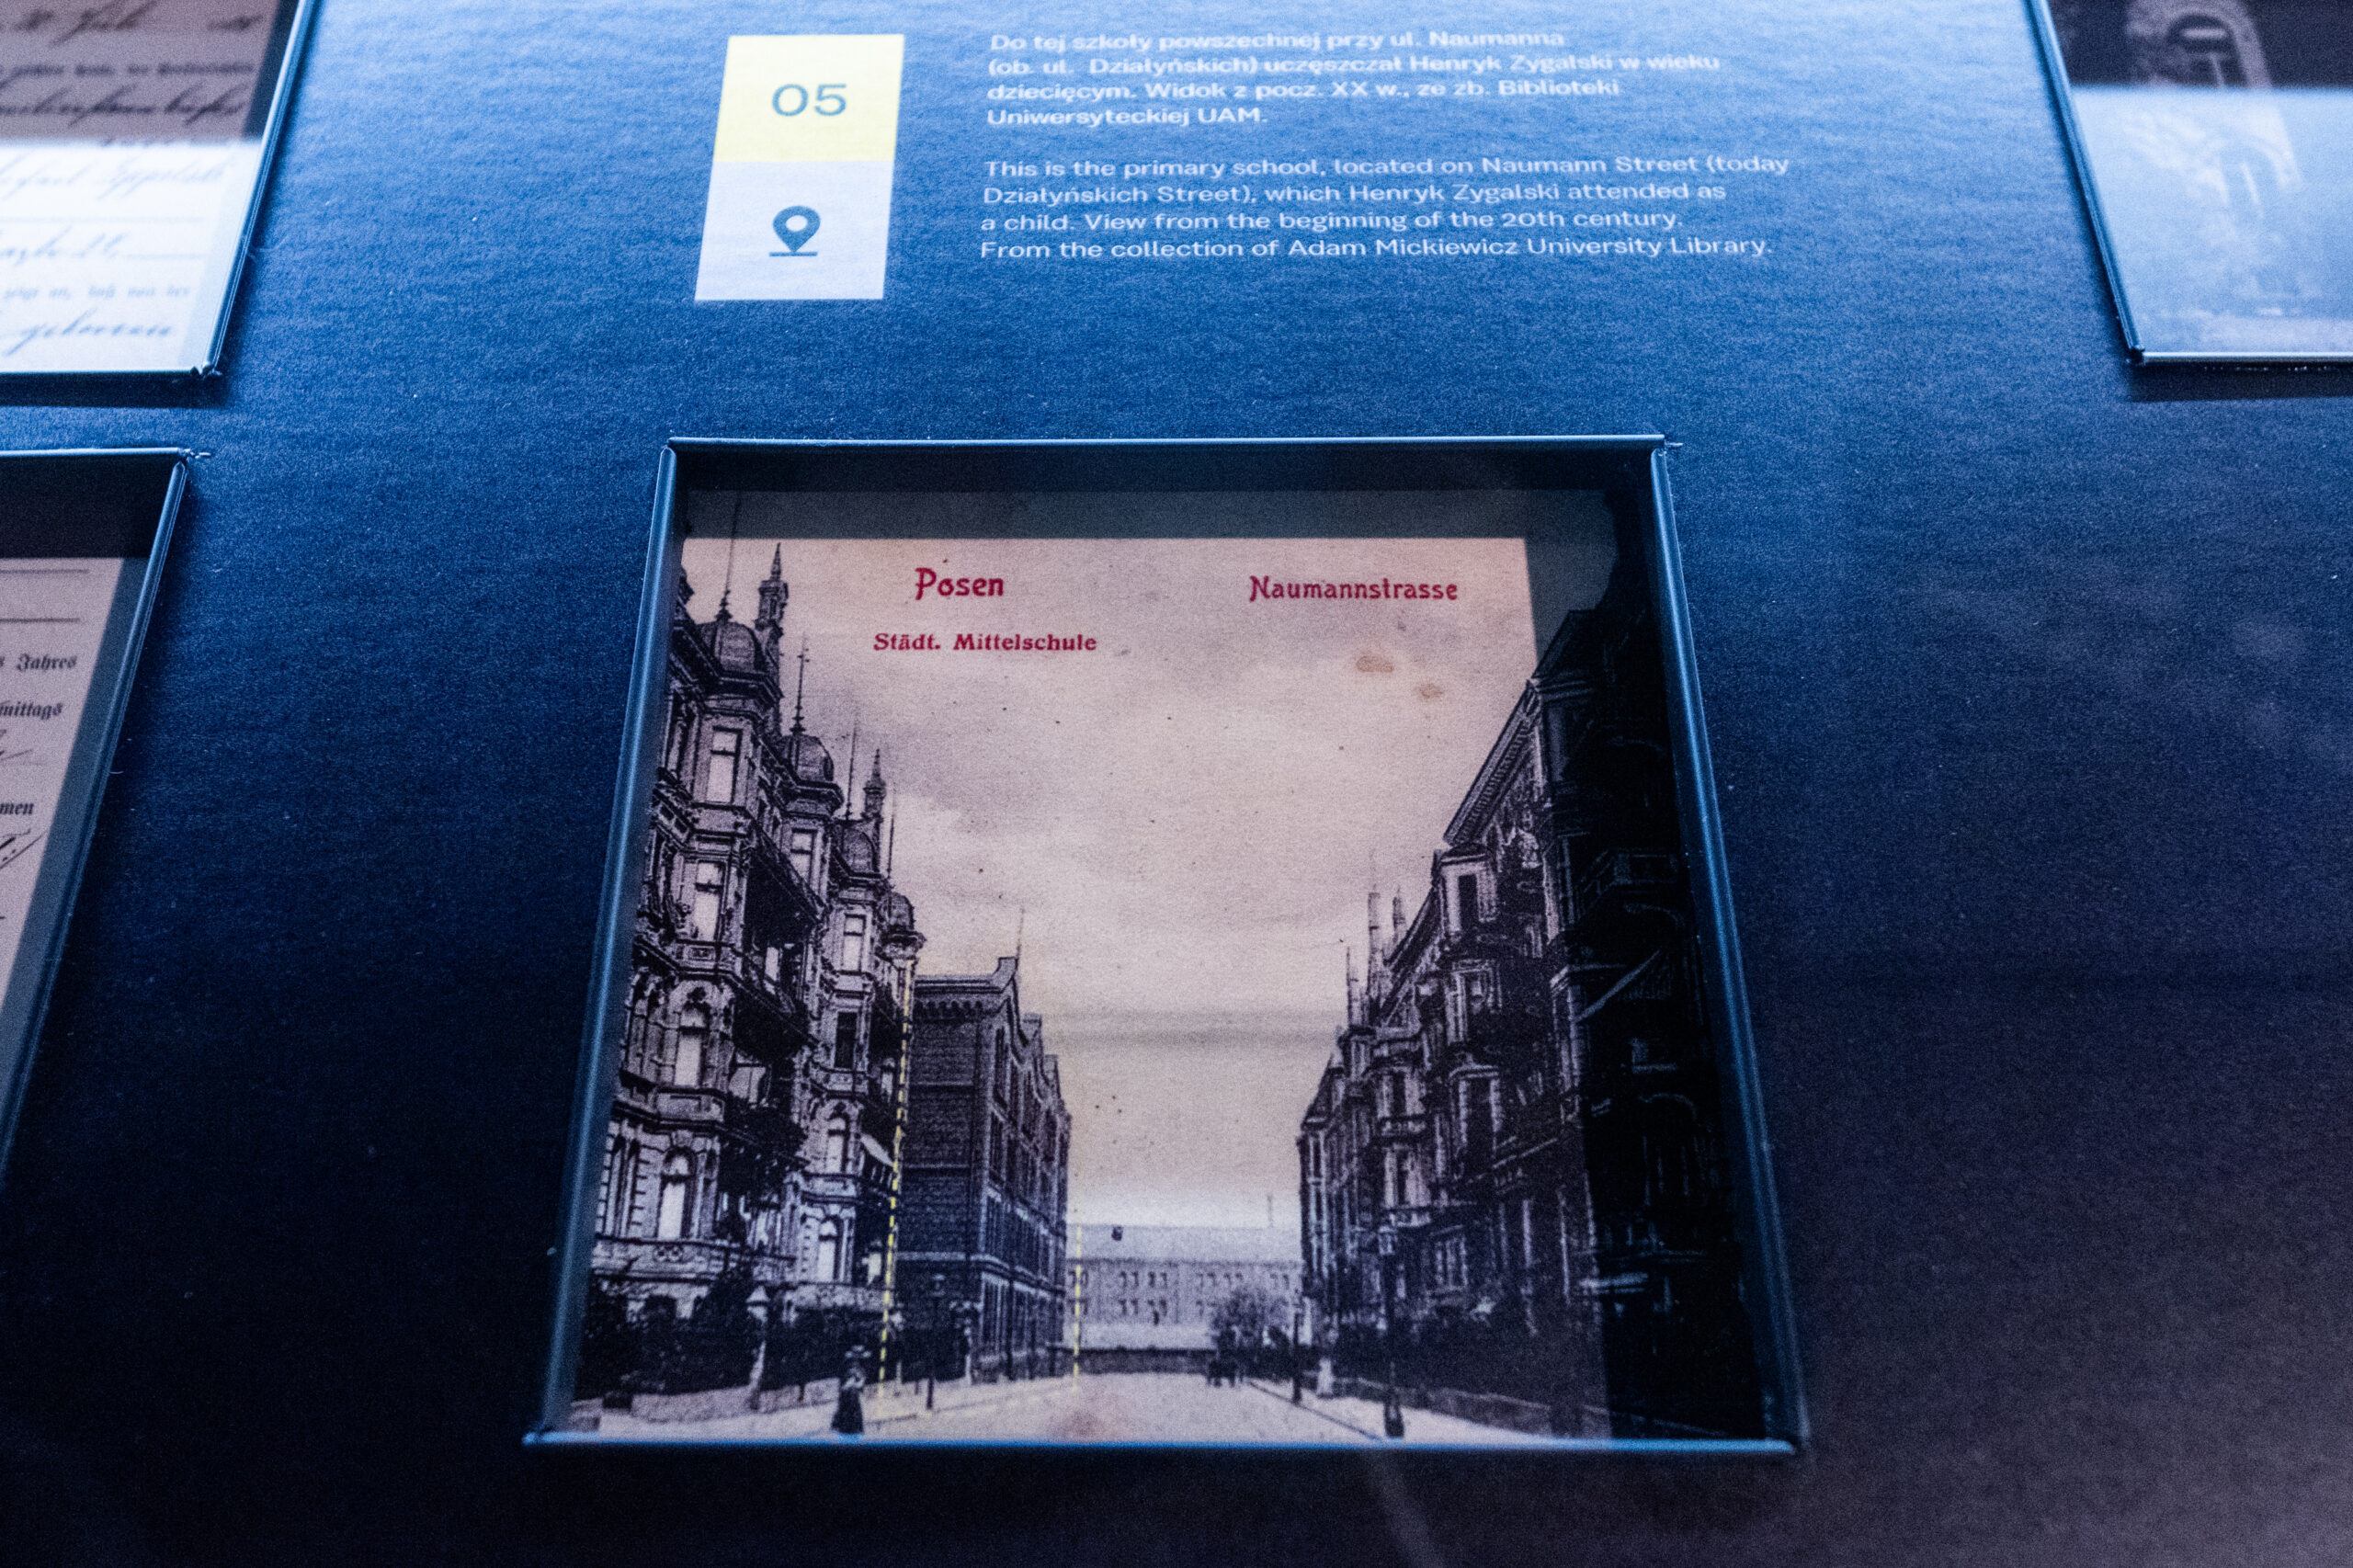 05
Do tej szkoły powszechnej przy ul. Naumanna
(ob. ul. Działyńskich) uczęszczał Henryk Zygalski w wieku
dziecięcym. Widok z pocz. XX w., ze zb. Biblioteki
Uniwersyteckiej UAM.
This is the primary school, located on Naumann Street (today
Działyńskich Street), which Henryk Zygalski attended as
a child. View from the beginning of the 20th century.
From the collection of Adam Mickiewicz University Library.
Posen
Naumannstrasse
Städt. Mittelschule
Jahres